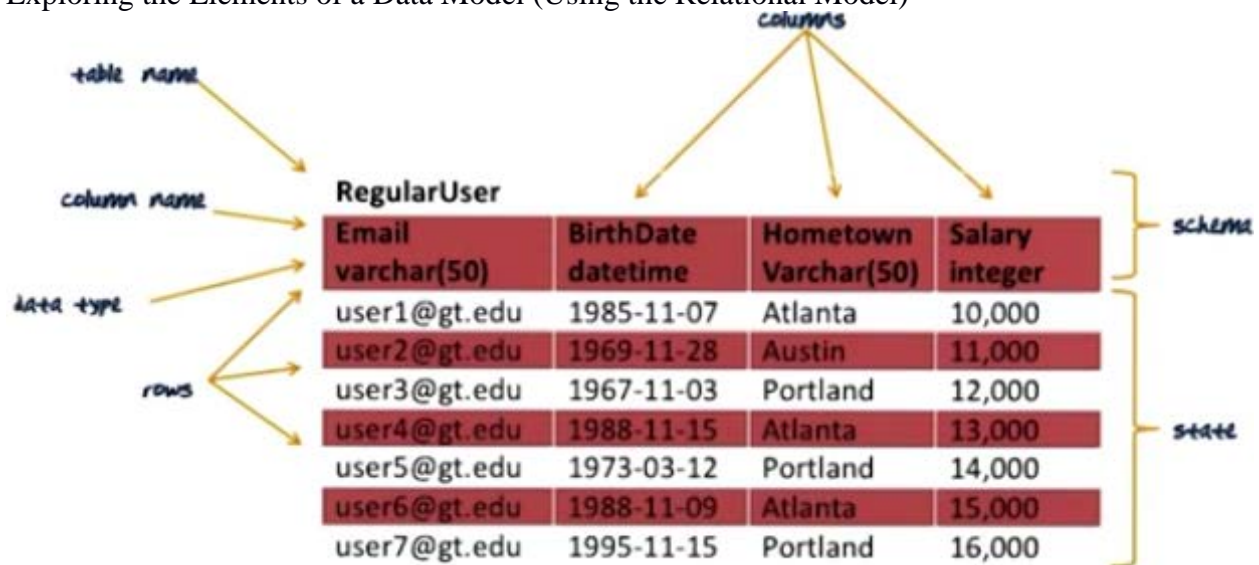 Exploring the Elements of a Data Model (Using the Relational Model)
columns
table name
RegularUser
column name
schema
Email BirthDate Hometown Salary
varchar(50) datetime Varchar(50) integer
data type
user1@gt.edu 1985-11-07 Atlanta 10,000
user2@gt.edu 1969-11-28 Austin 11,000
rows
user3@gt.edu 1967-11-03 Portland 12,000
user4@gt.edu 1988-11-15 Atlanta 13,000
state
user5@gt.edu 1973-03-12 Portland 14,000
user6@gt.edu 1988-11-09 Atlanta 15,000
user7@gt.edu 1995-11-15 Portland 16,000